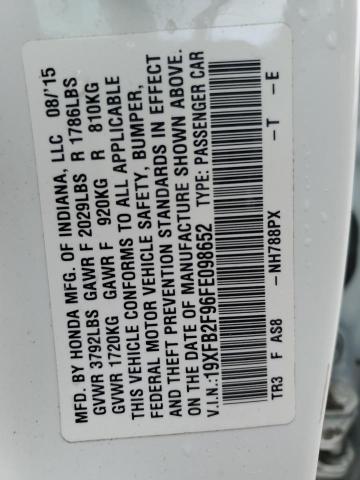 MFD. BY HONDA MFG. OF INDIANA, LLC 08/'15
GVWR 3792LBS GAWR F 2029LBS R 1786LBS
GVWR 1720KG GAWR F 920KG R 810KG
THIS VEHICLE CONFORMS TO ALL APPLICABLE
FEDERAL MOTOR VEHICLE SAFETY, BUMPER,
AND THEFT PREVENTION STANDARDS IN EFFECT
ON THE DATE OF MANUFACTURE SHOWN ABOVE.
V.I.N.:19XFB2F96FE098652 TYPE: PASSENGER CAR
TR3 F AS8 -NH788PX -T -E